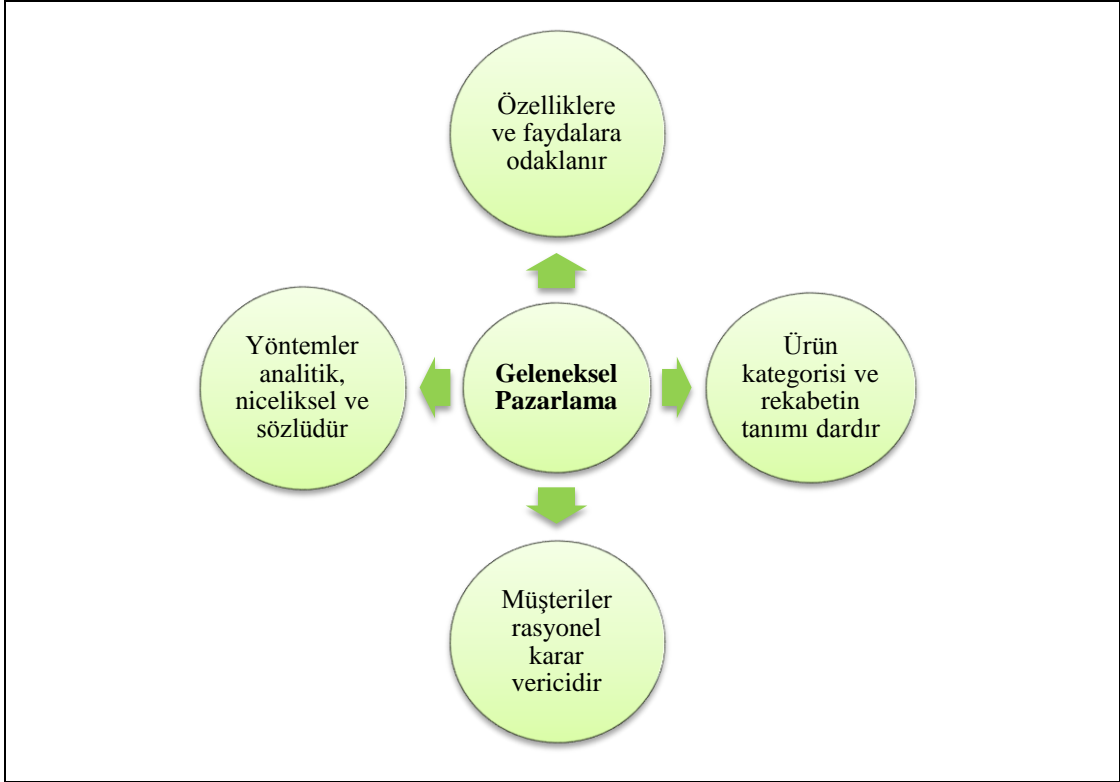 Özelliklere
ve faydalara
odaklanır
Yöntemler
analitik,
niceliksel ve
sözlüdür
Geleneksel
Pazarlama
Ürün
kategorisi ve
rekabetin
tanımı dardır
Müşteriler
rasyonel
karar
vericidir